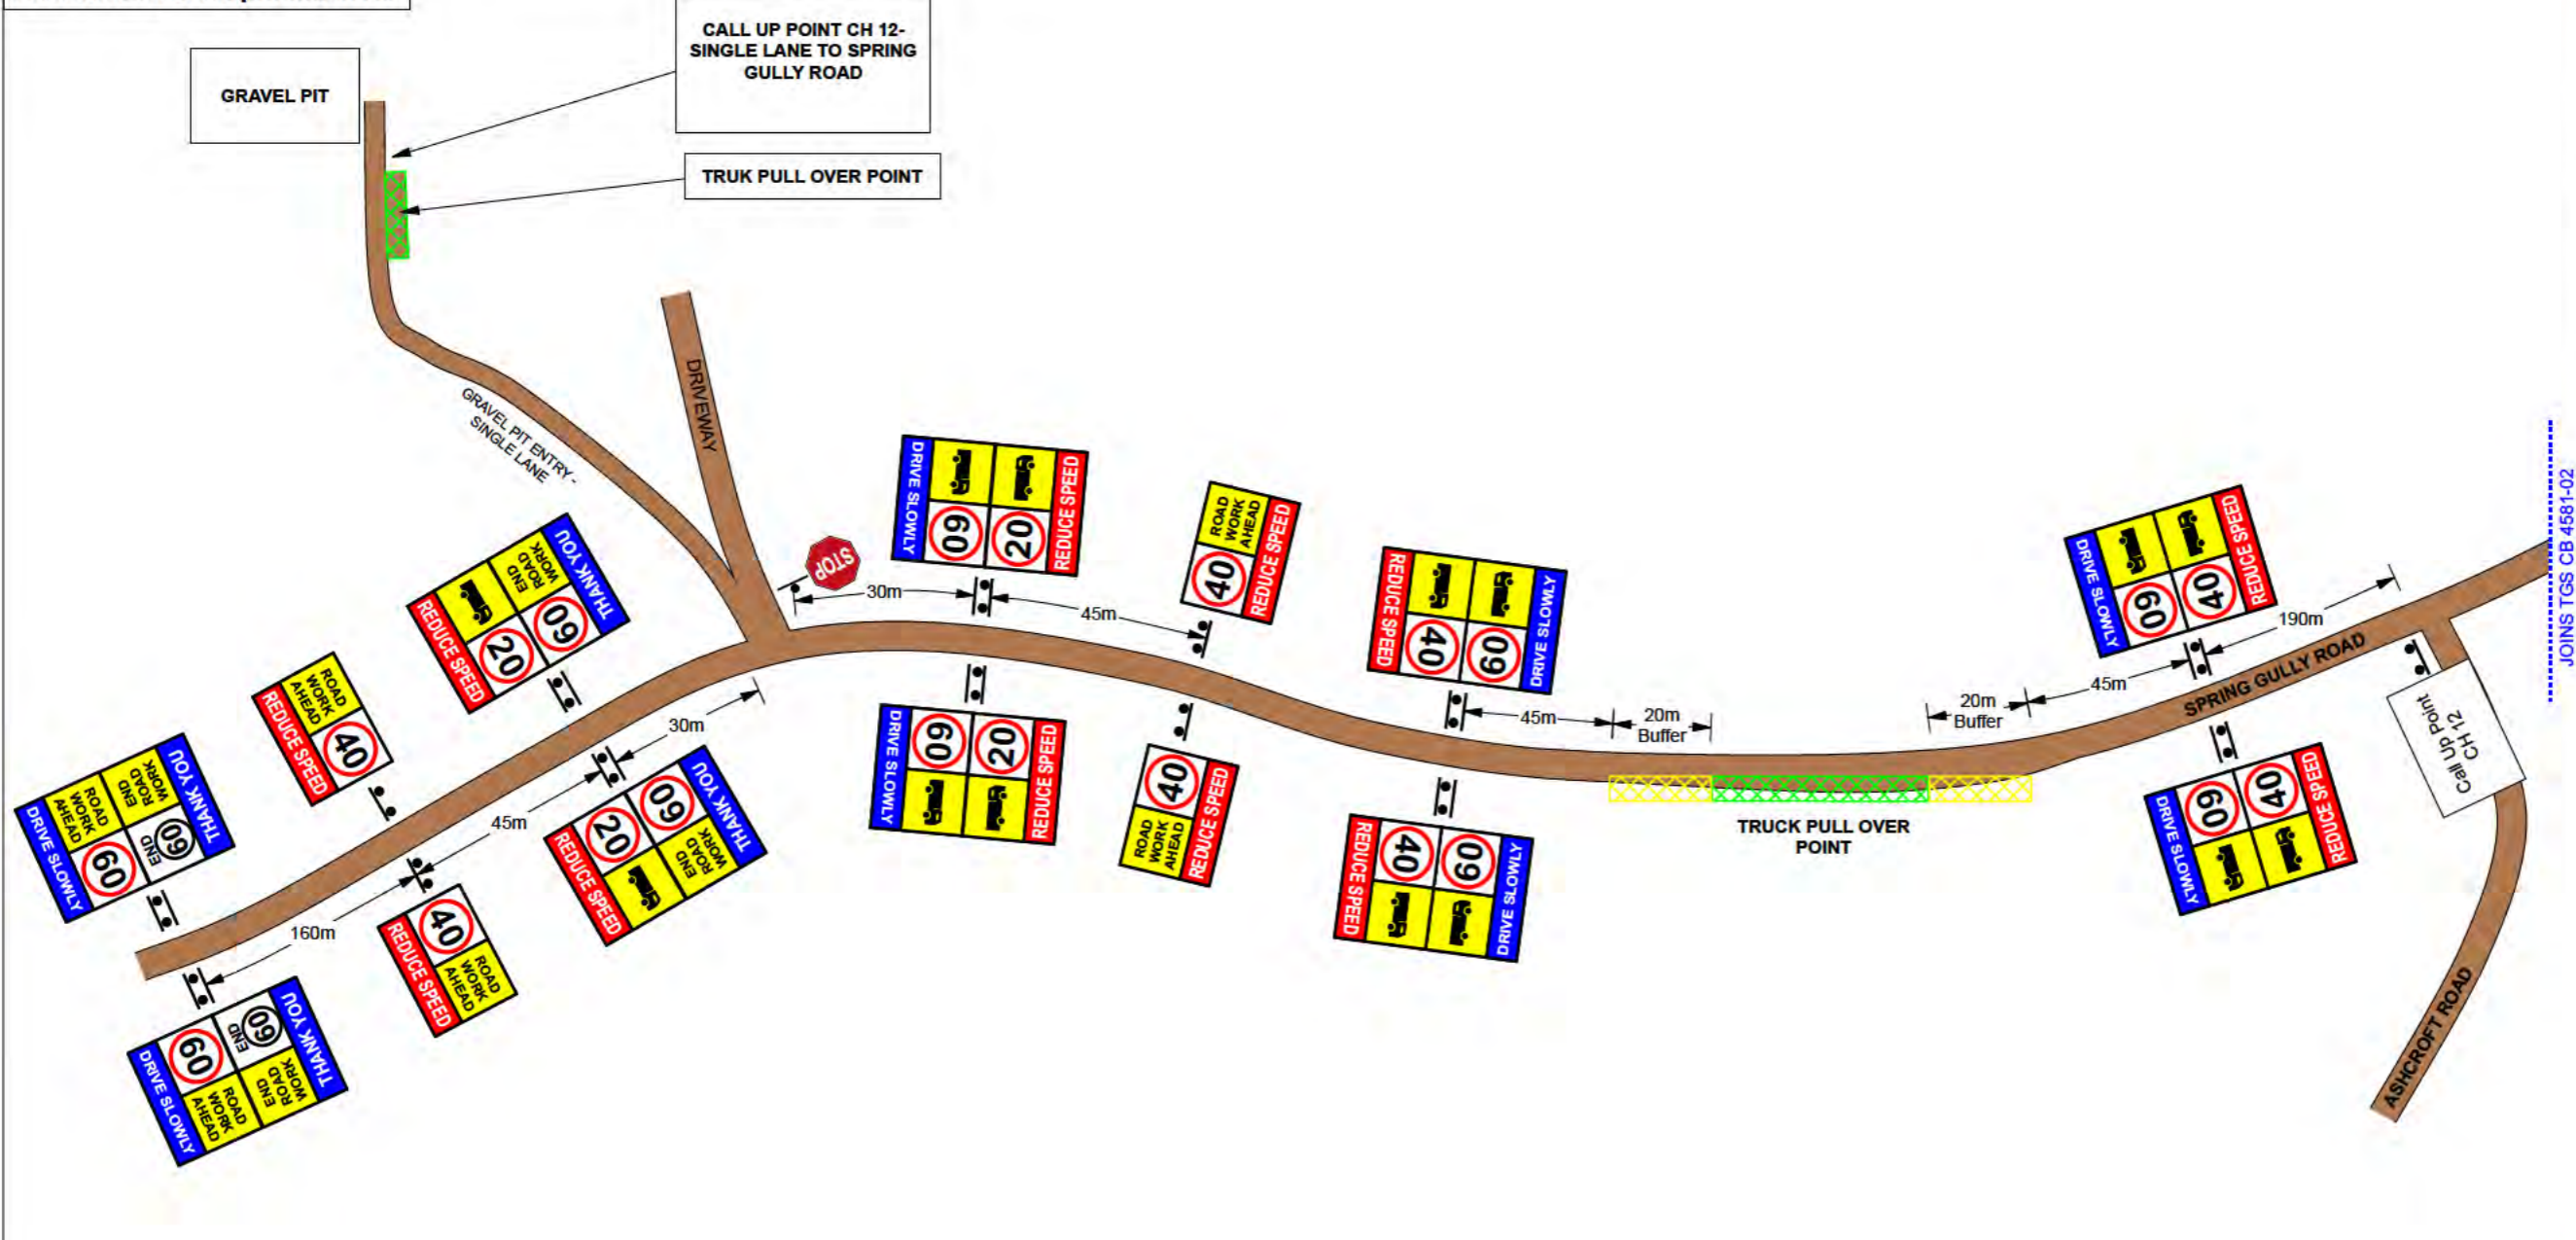 CALL UP POINT CH 12-
SINGLE LANE TO SPRING
GULLY ROAD
GRAVEL PIT
TRUK PULL OVER POINT
DRIVEWAY
GRAVEL PIT ENTRY -
SINGLE LANE
STOP
30m
45m
DRIVE SLOWLY
60
20
REDUCE SPEED
ROAD
WORK
AHEAD
40
REDUCE SPEED
REDUCE SPEED
40
60
DRIVE SLOWLY
DRIVE SLOWLY
60
40
REDUCE SPEED
190m
45m
SPRING GULLY ROAD
20m
Buffer
45m
20m
Buffer
JOINS TGS CB 4581-02
Call Up Point
CH 12
ASHCROFT ROAD
TRUCK PULL OVER
POINT
DRIVE SLOWLY
60
40
REDUCE SPEED
REDUCE SPEED
40
60
DRIVE SLOWLY
40
ROAD
WORK
AHEAD
REDUCE SPEED
DRIVE SLOWLY
60
20
REDUCE SPEED
REDUCE SPEED
20
END
ROAD
WORK
60
THANK YOU
REDUCE SPEED
ROAD
WORK
AHEAD
40
DRIVE SLOWLY
ROAD
WORK
AHEAD
60
END
ROAD
WORK
END
60
THANK YOU
30m
45m
160m
REDUCE SPEED
20
60
END
ROAD
WORK
THANK YOU
REDUCE SPEED
40
ROAD
WORK
AHEAD
DRIVE SLOWLY
60
ROAD
WORK
AHEAD
END
60
END
ROAD
WORK
THANK YOU